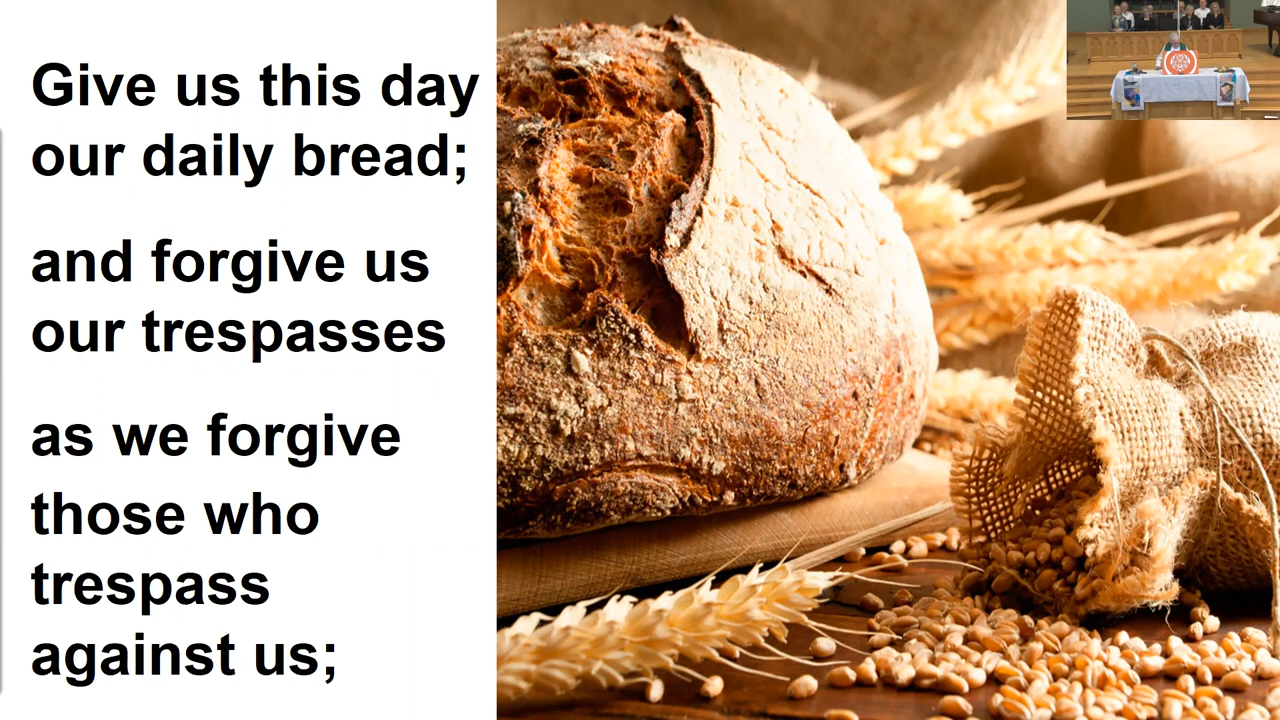 Give us this day
our daily bread;
and forgive us
our trespasses
as we forgive
those who
trespass
against us;